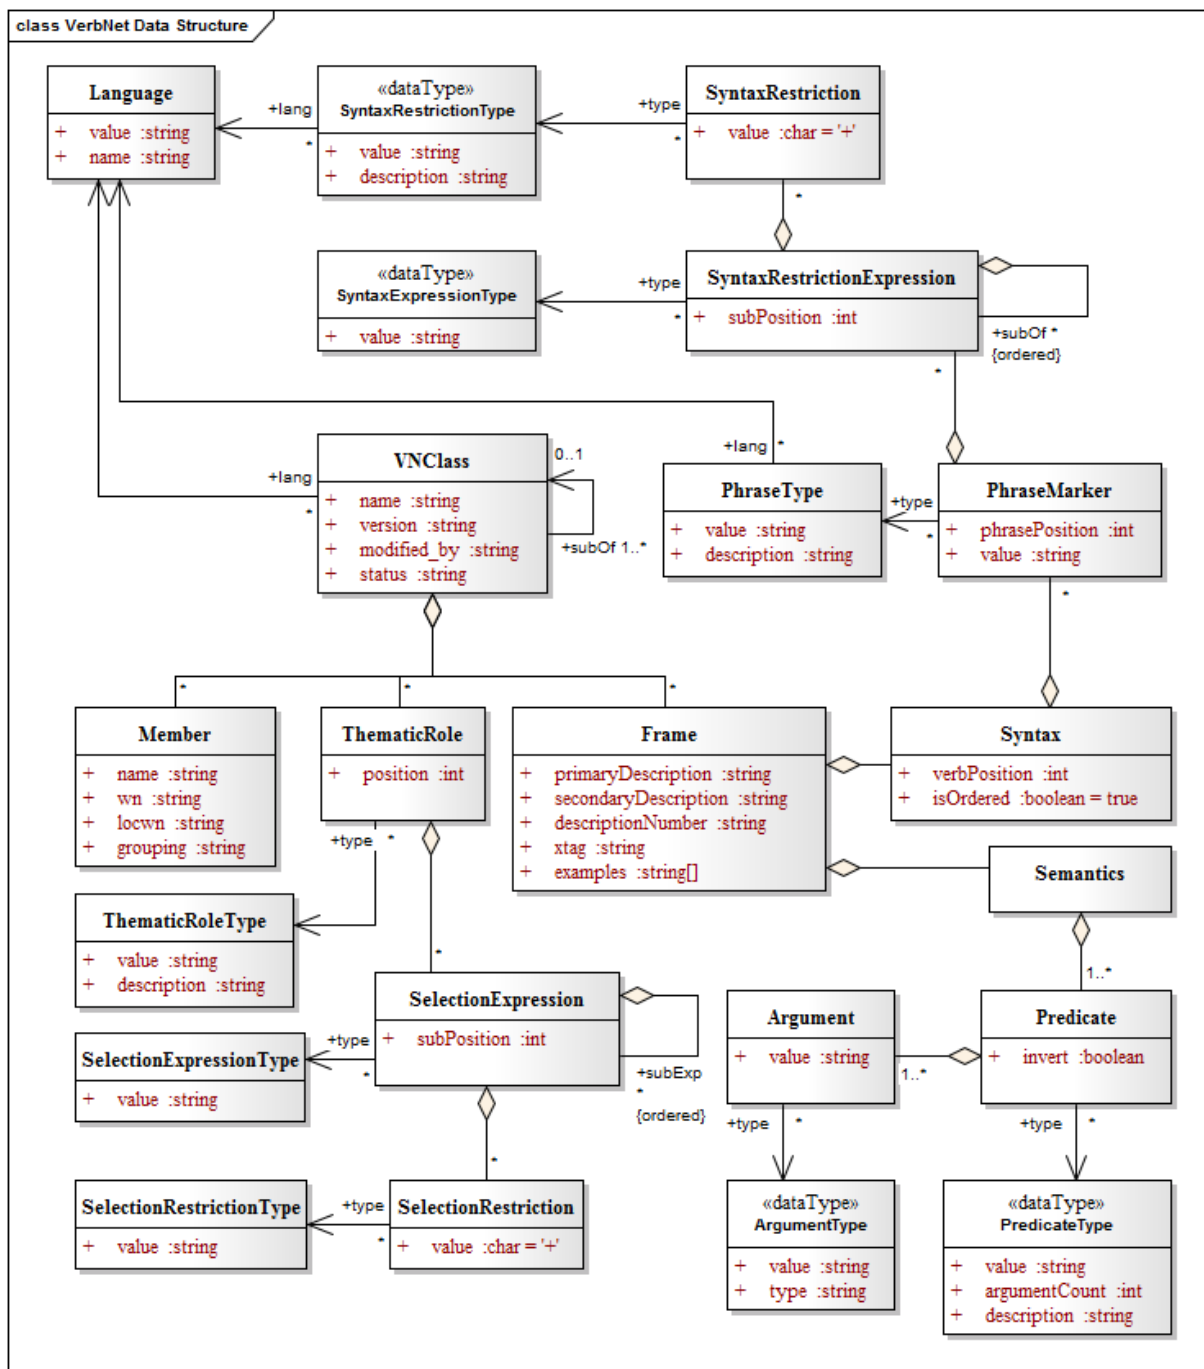 class VerbNet Data Structure
Language
+ value :string
+ name :string
+lang
*
«dataType»
SyntaxRestrictionType
+ value :string
+ description :string
+type
*
SyntaxRestriction
+ value :char = '+'
*
«dataType»
SyntaxExpressionType
+ value :string
+type
*
SyntaxRestrictionExpression
+ subPosition :int
+subOf *
{ordered}
*
+lang
*
VNClass
+ name :string
+ version :string
+ modified_by :string
+ status :string
0..1
+subOf 1..*
+lang *
PhraseType
+ value :string
+ description :string
+type
*
PhraseMarker
+ phrasePosition :int
+ value :string
*
* * *
Member
+ name :string
+ wn :string
+ locwn :string
+ grouping :string
ThematicRole
+ position :int
+type *
Frame
+ primaryDescription :string
+ secondaryDescription :string
+ descriptionNumber :string
+ xtag :string
+ examples :string[]
Syntax
+ verbPosition :int
+ isOrdered :boolean = true
Semantics
1..*
ThematicRoleType
+ value :string
+ description :string
*
SelectionExpression
+ subPosition :int
+subExp
*
{ordered}
SelectionExpressionType
+ value :string
+type
*
Argument
+ value :string
1..*
Predicate
+ invert :boolean
+type *
+type *
*
SelectionRestrictionType
+ value :string
+type
*
SelectionRestriction
+ value :char = '+'
«dataType»
ArgumentType
+ value :string
+ type :string
«dataType»
PredicateType
+ value :string
+ argumentCount :int
+ description :string